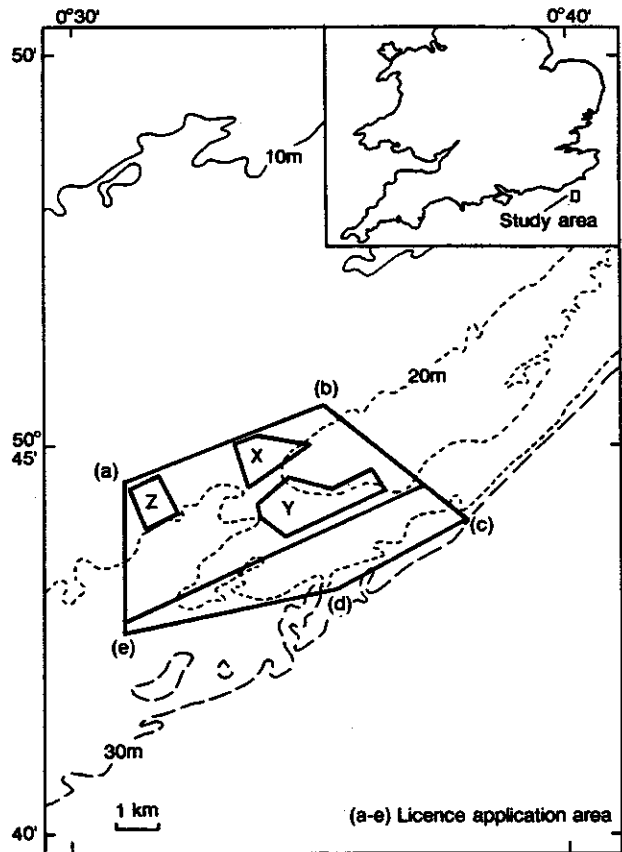 0°30' 0°40'
50'
10m
Study area
20m
(b)
50°
45'
(a)
X
Z
Y
(c)
(d)
(e)
30m
1 km
(a-e) Licence application area
40'